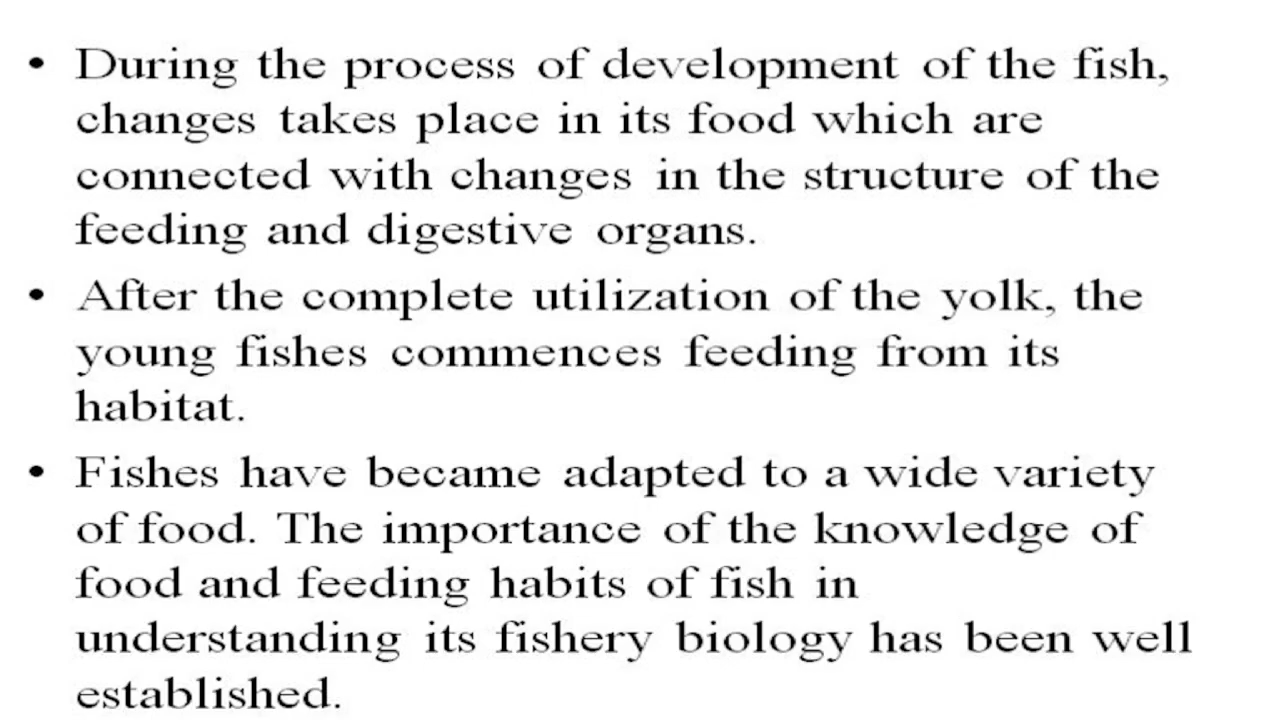 • During the process of development of the fish,
changes takes place in its food which are
connected with changes in the structure of the
feeding and digestive organs.
• After the complete utilization of the yolk, the
young fishes commences feeding from its
habitat.
• Fishes have became adapted to a wide variety
of food. The importance of the knowledge of
food and feeding habits of fish in
understanding its fishery biology has been well
established.